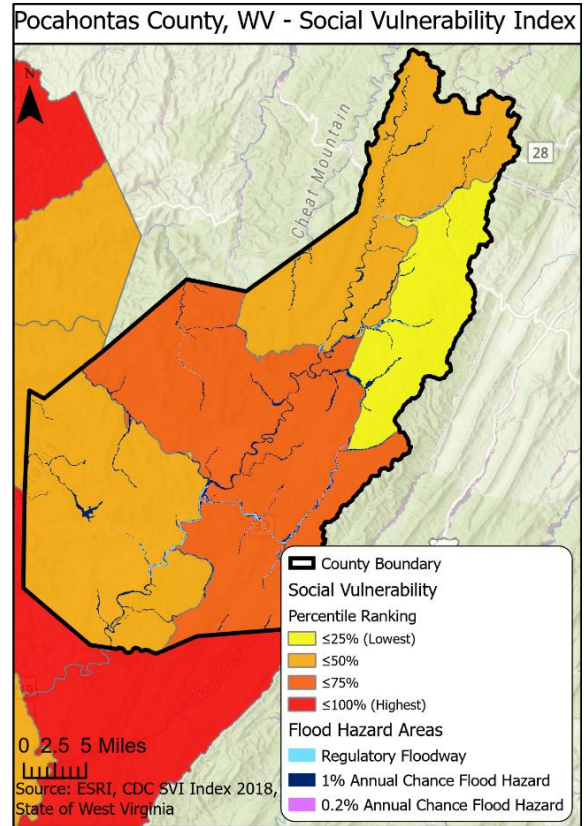 Pocahontas County, WV - Social Vulnerability Index
N
Cheat Mountain
28
County Boundary
Social Vulnerability
Percentile Ranking
≤25% (Lowest)
≤50%
≤75%
≤100% (Highest)
Flood Hazard Areas
Regulatory Floodway
1% Annual Chance Flood Hazard
0.2% Annual Chance Flood Hazard
0 2.5 5 Miles
Source: ESRI, CDC SVI Index 2018,
State of West Virginia